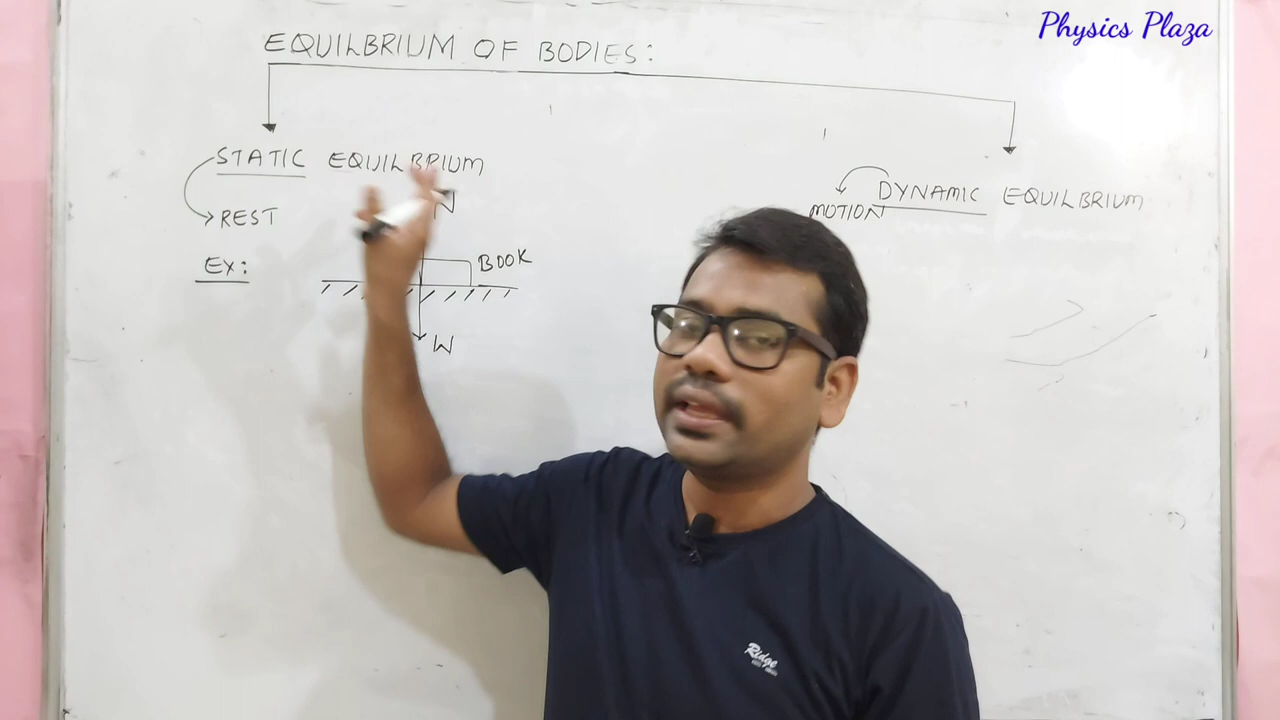 Physics Plaza
EQUILBRIUM OF BODIES:
STATIC EQUILBRIUM
DYNAMIC EQUILBRIUM
REST
MOTION
N
EX:
BOOK
W
Ridge